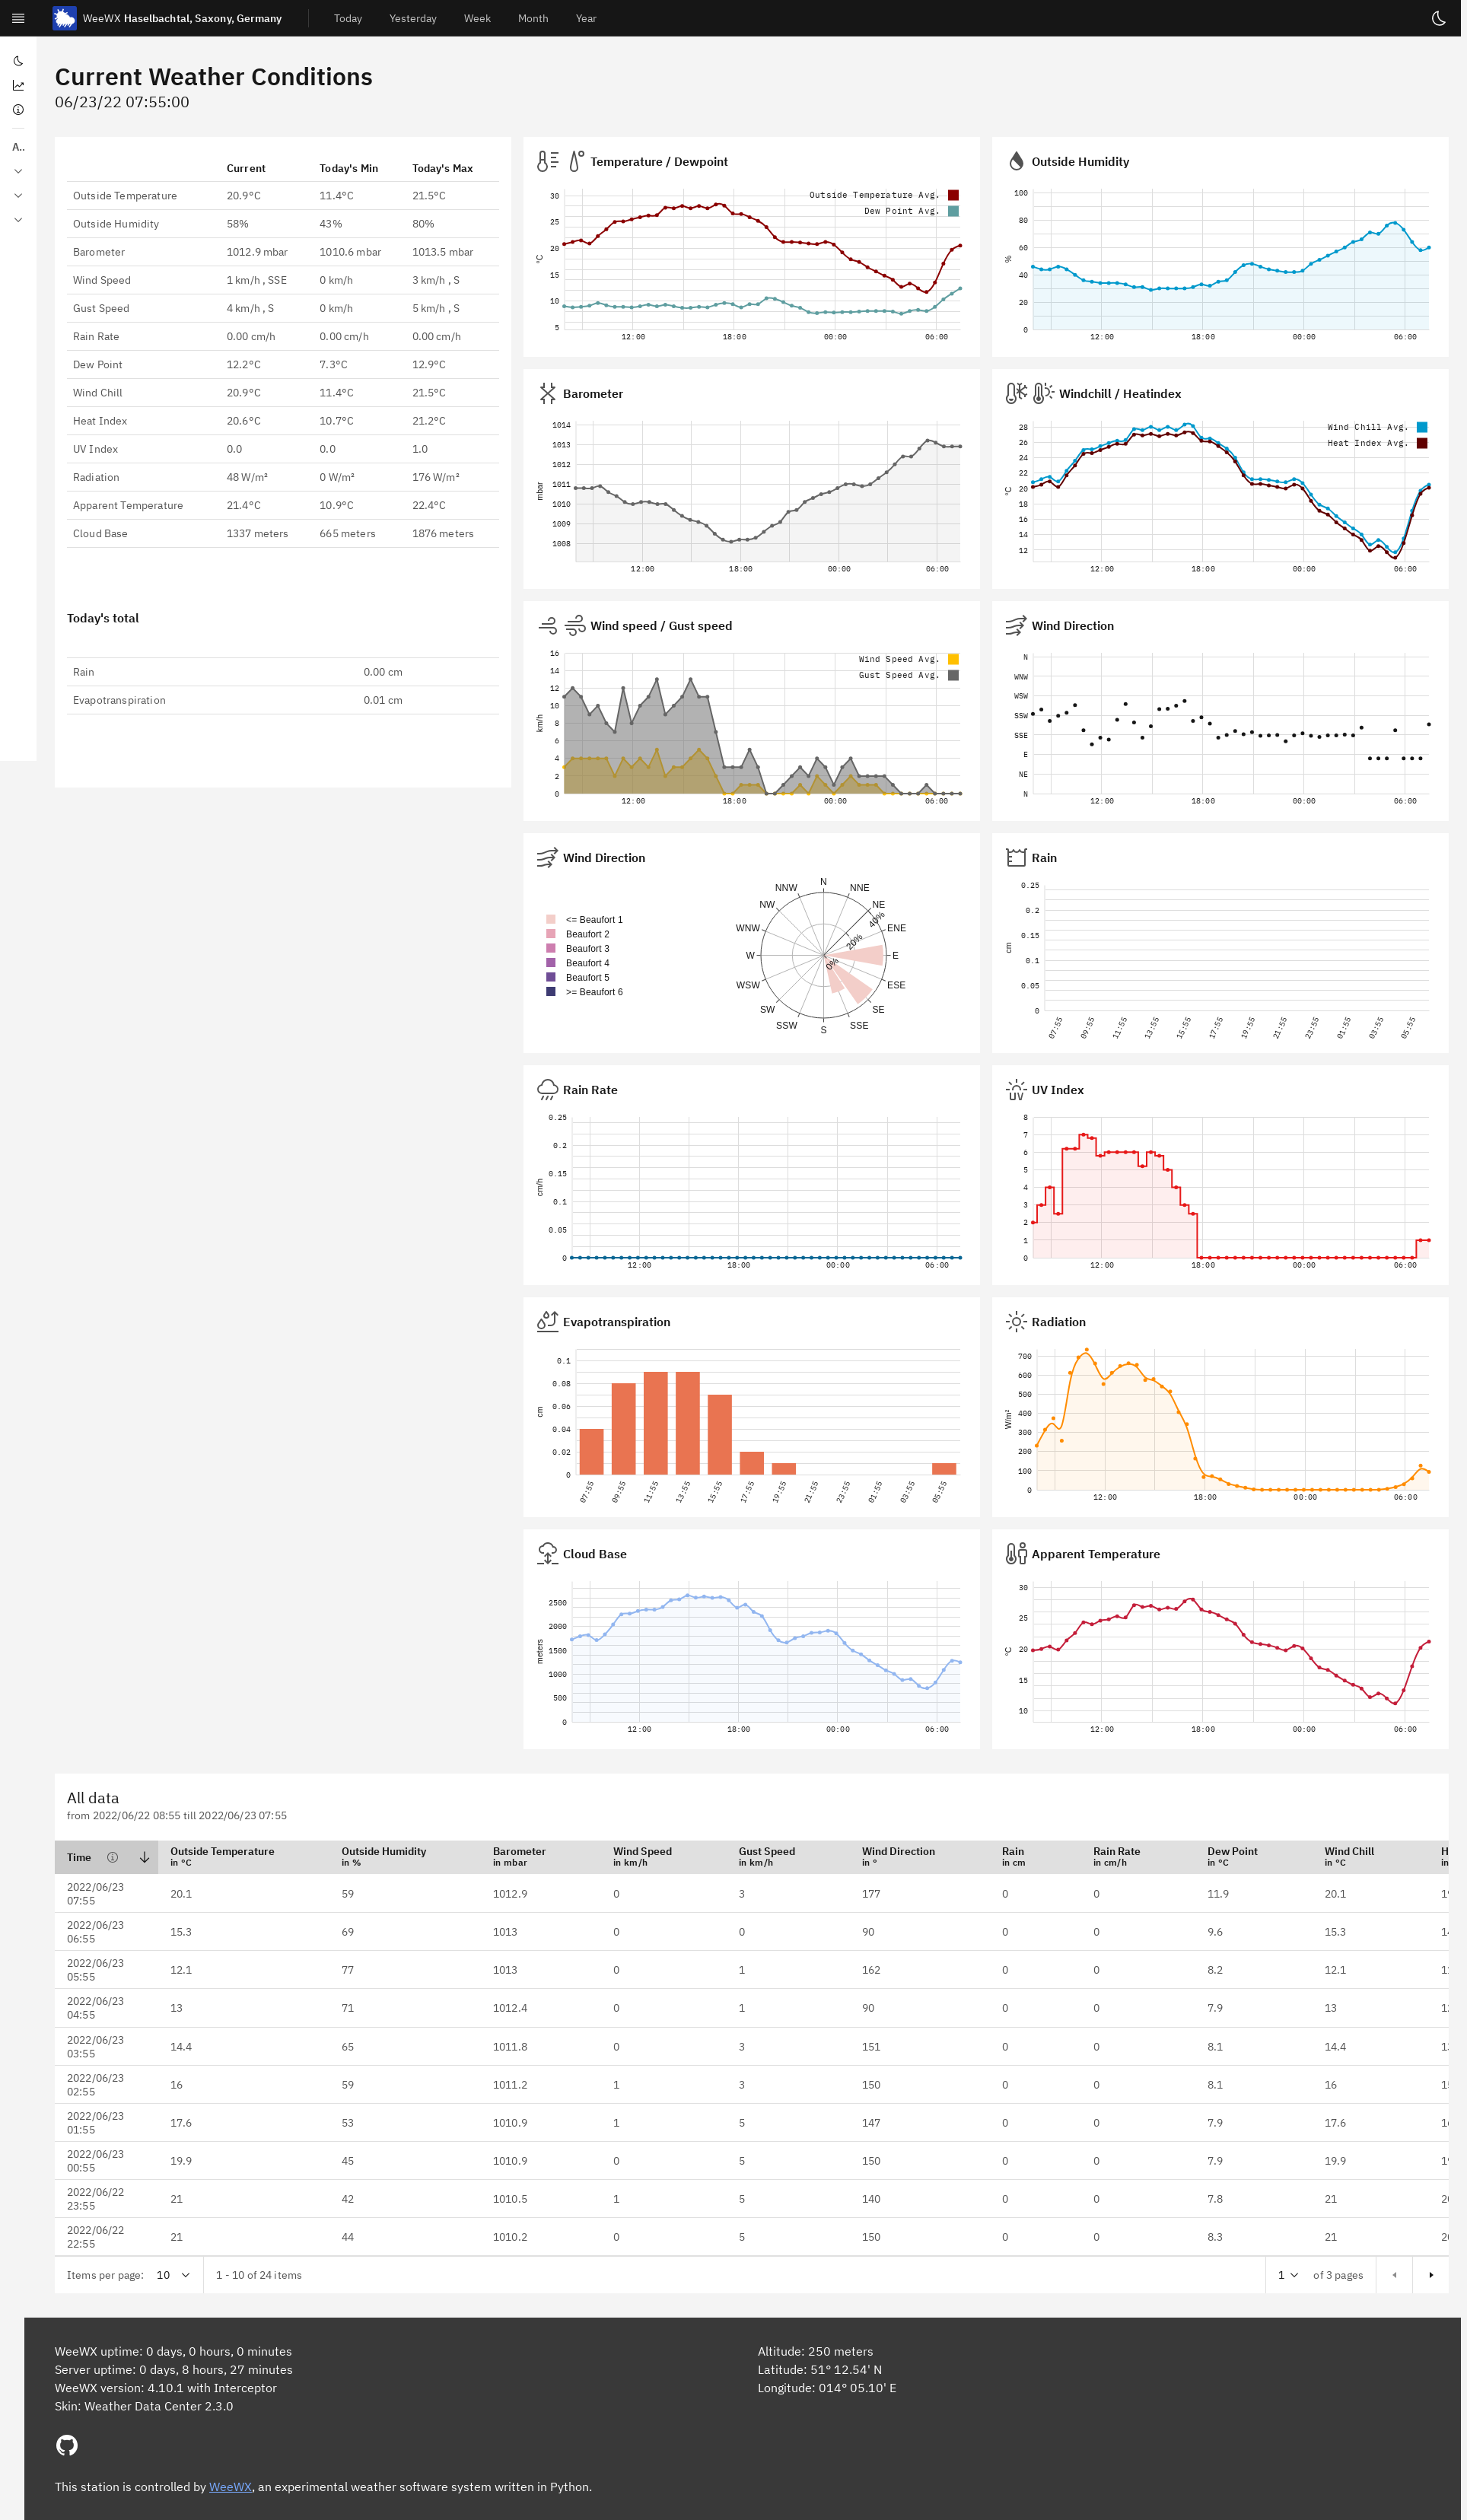 WeeWX Haselbachtal, Saxony, Germany Today Yesterday Week Month Year
Current Weather Conditions
06/23/22 07:55:00
A..
Current Today's Min Today's Max
Outside Temperature 20.9°C 11.4°C 21.5°C
Outside Humidity 58% 43% 80%
Barometer 1012.9 mbar 1010.6 mbar 1013.5 mbar
Wind Speed 1 km/h , SSE 0 km/h 3 km/h , S
Gust Speed 4 km/h , S 0 km/h 5 km/h , S
Rain Rate 0.00 cm/h 0.00 cm/h 0.00 cm/h
Dew Point 12.2°C 7.3°C 12.9°C
Wind Chill 20.9°C 11.4°C 21.5°C
Heat Index 20.6°C 10.7°C 21.2°C
UV Index 0.0 0.0 1.0
Radiation 48 W/m² 0 W/m² 176 W/m²
Apparent Temperature 21.4°C 10.9°C 22.4°C
Cloud Base 1337 meters 665 meters 1876 meters
Today's total
Rain 0.00 cm
Evapotranspiration 0.01 cm
Temperature / Dewpoint
Outside Temperature Avg.
Dew Point Avg.
°C
30
25
20
15
10
5
12:00 18:00 00:00 06:00
Outside Humidity
%
100
80
60
40
20
0
12:00 18:00 00:00 06:00
Barometer
mbar
1014
1013
1012
1011
1010
1009
1008
12:00 18:00 00:00 06:00
Windchill / Heatindex
Wind Chill Avg.
Heat Index Avg.
°C
28
26
24
22
20
18
16
14
12
12:00 18:00 00:00 06:00
Wind speed / Gust speed
Wind Speed Avg.
Gust Speed Avg.
km/h
16
14
12
10
8
6
4
2
0
12:00 18:00 00:00 06:00
Wind Direction
N
WNW
WSW
SSW
SSE
E
NE
N
12:00 18:00 00:00 06:00
Wind Direction
<= Beaufort 1
Beaufort 2
Beaufort 3
Beaufort 4
Beaufort 5
>= Beaufort 6
N
NNE
NE
ENE
E
ESE
SE
SSE
S
SSW
SW
WSW
W
WNW
NW
NNW
0%
20%
40%
Rain
cm
0.25
0.2
0.15
0.1
0.05
0
07:55 09:55 11:55 13:55 15:55 17:55 19:55 21:55 23:55 01:55 03:55 05:55
Rain Rate
cm/h
0.25
0.2
0.15
0.1
0.05
0
12:00 18:00 00:00 06:00
UV Index
8
7
6
5
4
3
2
1
0
12:00 18:00 00:00 06:00
Evapotranspiration
cm
0.1
0.08
0.06
0.04
0.02
0
07:55 09:55 11:55 13:55 15:55 17:55 19:55 21:55 23:55 01:55 03:55 05:55
Radiation
W/m²
700
600
500
400
300
200
100
0
12:00 18:00 00:00 06:00
Cloud Base
meters
2500
2000
1500
1000
500
0
12:00 18:00 00:00 06:00
Apparent Temperature
°C
30
25
20
15
10
12:00 18:00 00:00 06:00
All data
from 2022/06/22 08:55 till 2022/06/23 07:55
Time Outside Temperature in °C Outside Humidity in % Barometer in mbar Wind Speed in km/h Gust Speed in km/h Wind Direction in ° Rain in cm Rain Rate in cm/h Dew Point in °C Wind Chill in °C
2022/06/23 07:55 20.1 59 1012.9 0 3 177 0 0 11.9 20.1
2022/06/23 06:55 15.3 69 1013 0 0 90 0 0 9.6 15.3
2022/06/23 05:55 12.1 77 1013 0 1 162 0 0 8.2 12.1
2022/06/23 04:55 13 71 1012.4 0 1 90 0 0 7.9 13
2022/06/23 03:55 14.4 65 1011.8 0 3 151 0 0 8.1 14.4
2022/06/23 02:55 16 59 1011.2 1 3 150 0 0 8.1 16
2022/06/23 01:55 17.6 53 1010.9 1 5 147 0 0 7.9 17.6
2022/06/23 00:55 19.9 45 1010.9 0 5 150 0 0 7.9 19.9
2022/06/22 23:55 21 42 1010.5 1 5 140 0 0 7.8 21
2022/06/22 22:55 21 44 1010.2 0 5 150 0 0 8.3 21
Items per page: 10 1 - 10 of 24 items 1 of 3 pages
WeeWX uptime: 0 days, 0 hours, 0 minutes
Server uptime: 0 days, 8 hours, 27 minutes
WeeWX version: 4.10.1 with Interceptor
Skin: Weather Data Center 2.3.0
Altitude: 250 meters
Latitude: 51° 12.54' N
Longitude: 014° 05.10' E
This station is controlled by WeeWX, an experimental weather software system written in Python.